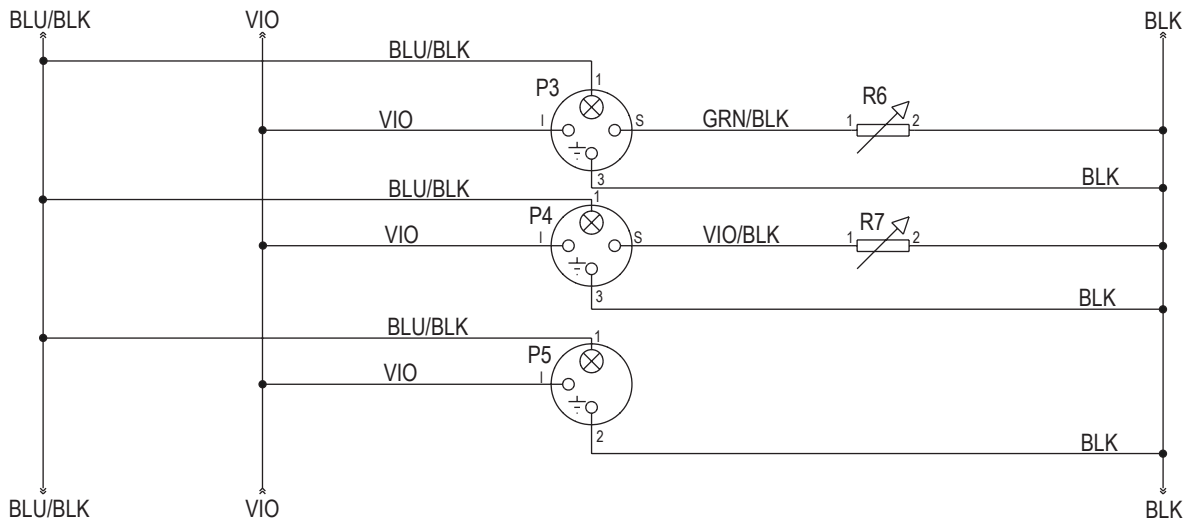 BLU/BLK VIO BLK
BLU/BLK
1
P3 R6
VIO I S GRN/BLK 1 2
3 BLK
BLU/BLK 1
P4 R7
VIO I S VIO/BLK 1 2
3 BLK
BLU/BLK 1
P5
VIO I
2 BLK
BLU/BLK VIO BLK